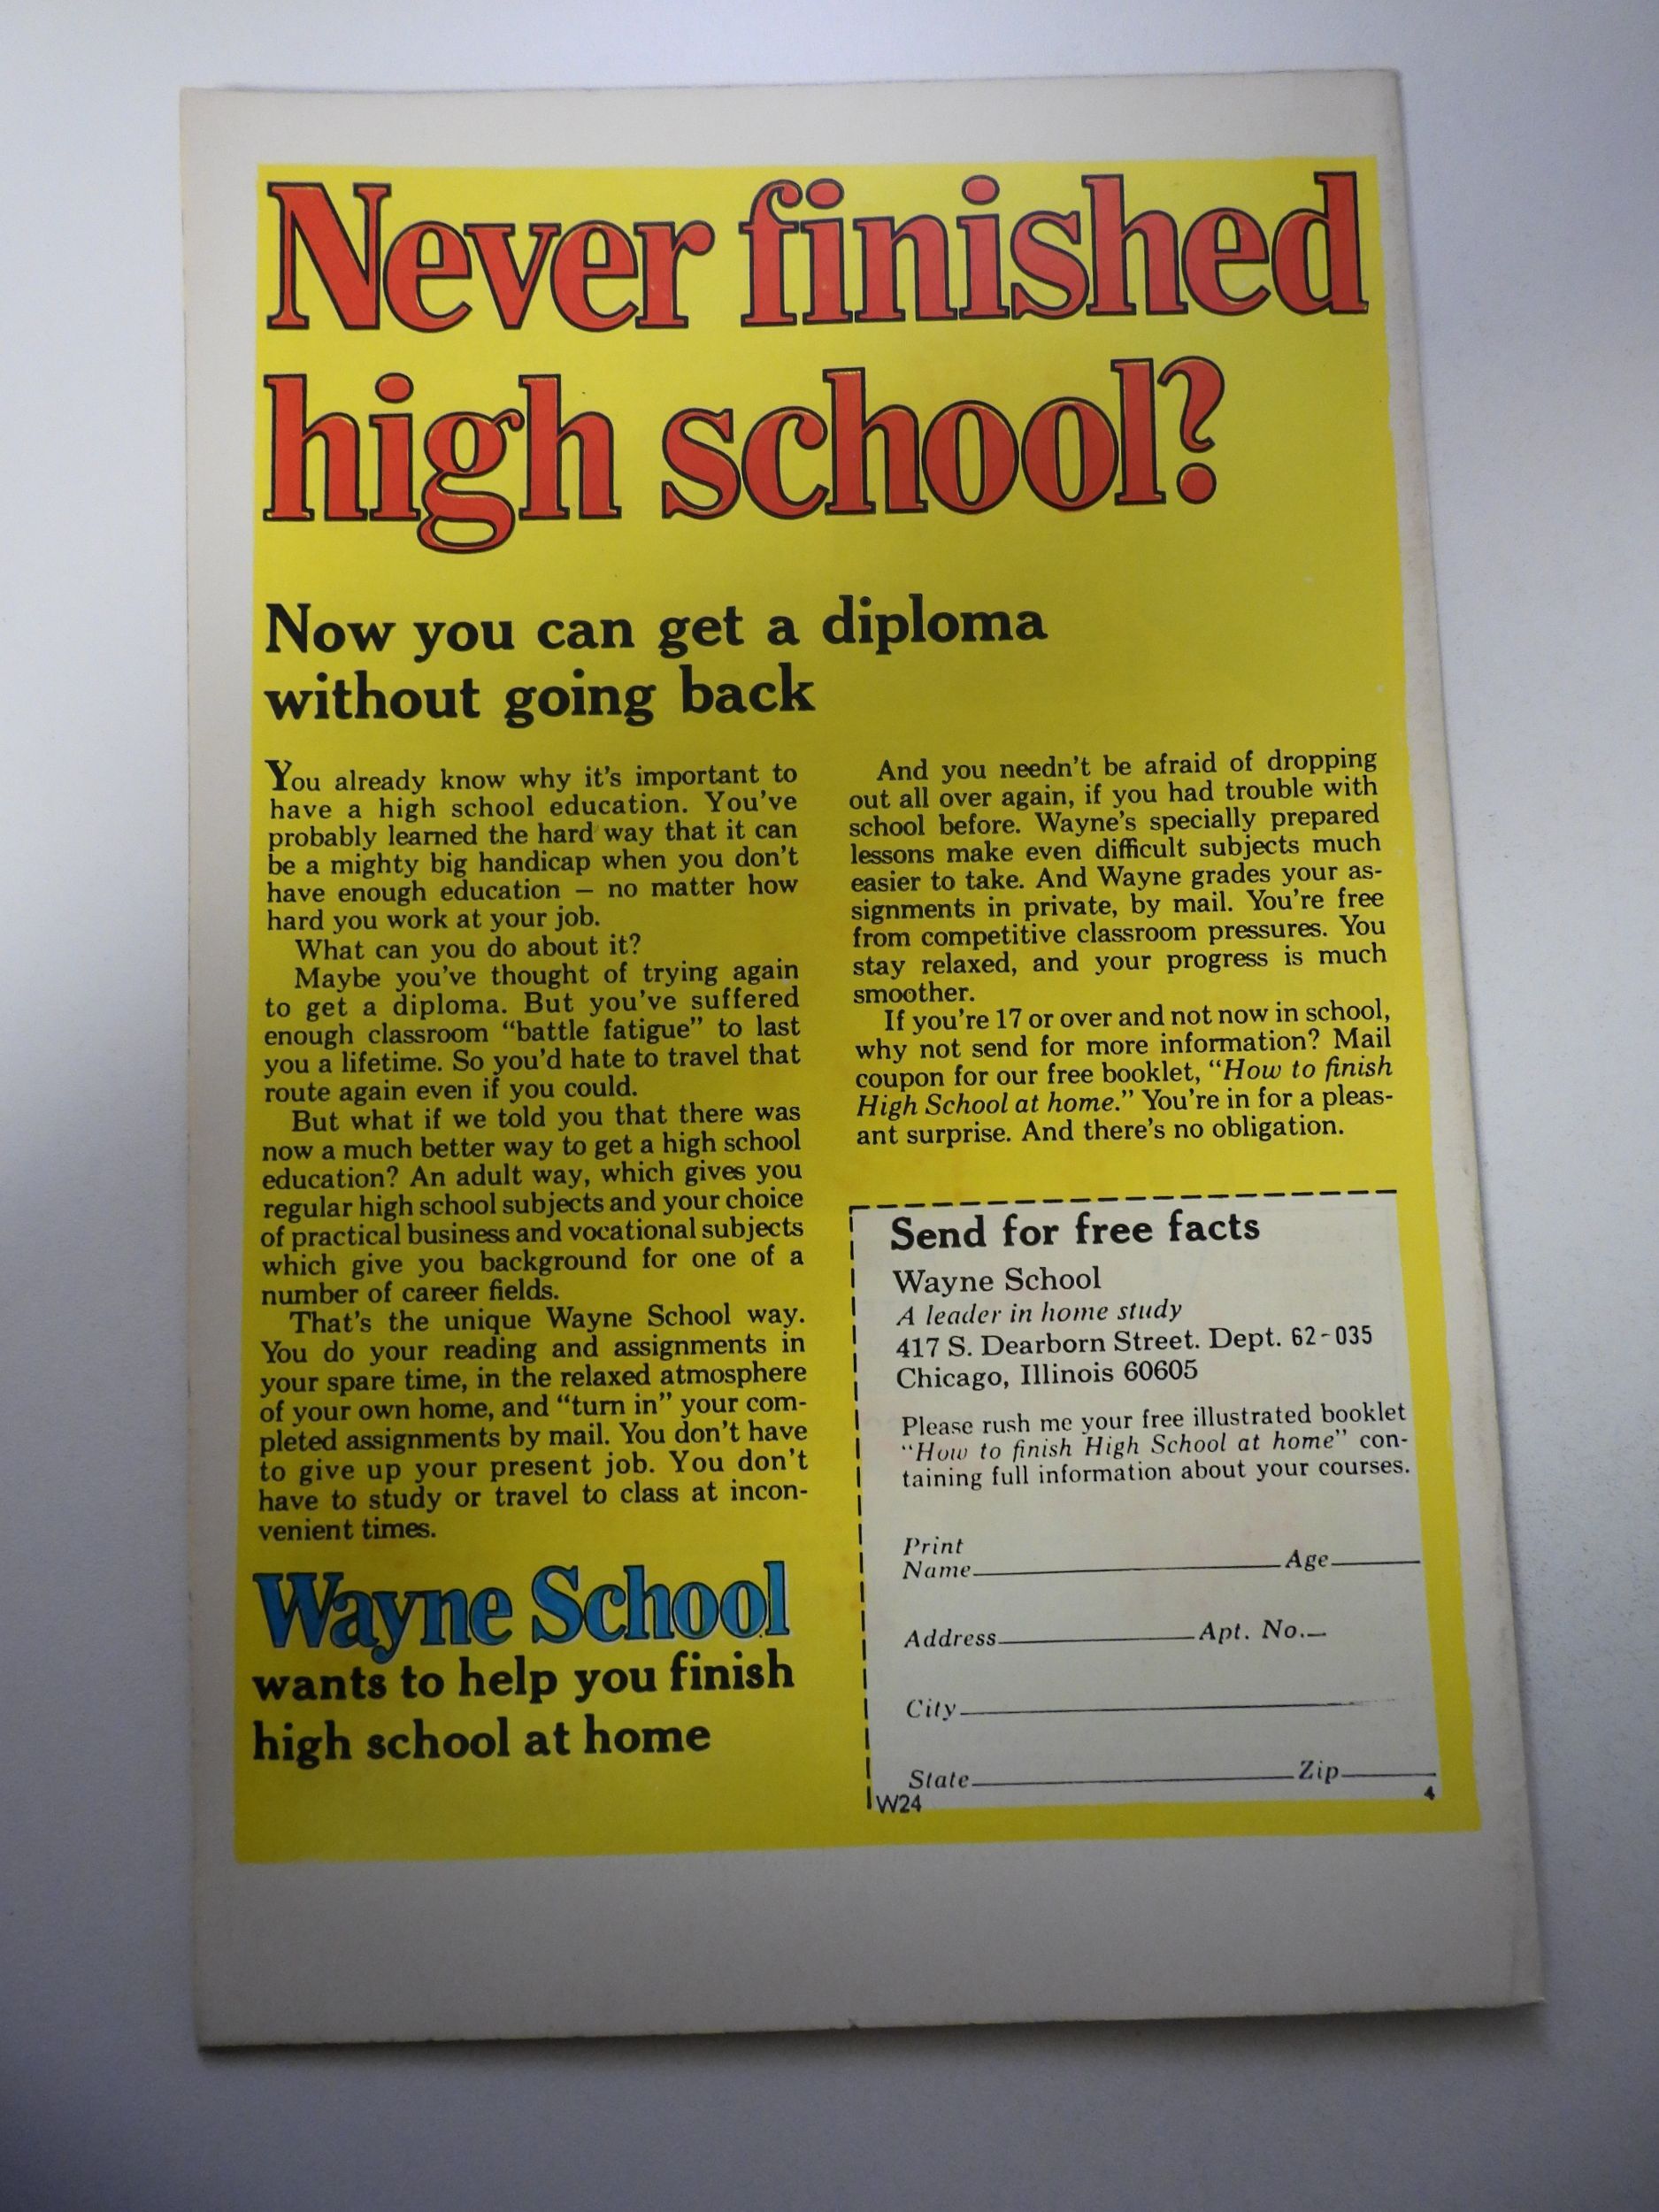 Never finished
high school?
Now you can get a diploma
without going back
You already know why it's important to
have a high school education. You've
probably learned the hard way that it can
be a mighty big handicap when you don't
have enough education — no matter how
hard you work at your job.
What can you do about it?
Maybe you've thought of trying again
to get a diploma. But you've suffered
enough classroom “battle fatigue” to last
you a lifetime. So you'd hate to travel that
route again even if you could.
But what if we told you that there was
now a much better way to get a high school
education? An adult way, which gives you
regular high school subjects and your choice
of practical business and vocational subjects
which give you background for one of a
number of career fields.
That's the unique Wayne School way.
You do your reading and assignments in
your spare time, in the relaxed atmosphere
of your own home, and “turn in” your com-
pleted assignments by mail. You don't have
to give up your present job. You don't
have to study or travel to class at incon-
venient times.
Wayne School
wants to help you finish
high school at home
And you needn't be afraid of dropping
out all over again, if you had trouble with
school before. Wayne's specially prepared
lessons make even difficult subjects much
easier to take. And Wayne grades your as-
signments in private, by mail. You're free
from competitive classroom pressures. You
stay relaxed, and your progress is much
smoother.
If you're 17 or over and not now in school,
why not send for more information? Mail
coupon for our free booklet, “How to finish
High School at home.” You're in for a pleas-
ant surprise. And there's no obligation.
Send for free facts
Wayne School
A leader in home study
417 S. Dearborn Street. Dept. 62-035
Chicago, Illinois 60605
Please rush me your free illustrated booklet
“How to finish High School at home” con-
taining full information about your courses.
Print
Name Age
Address Apt. No.
City
State Zip
W24 4